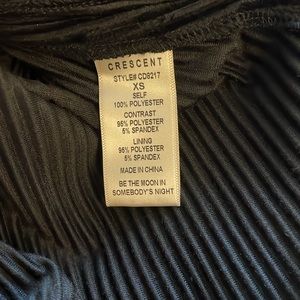 CRESCENT
STYLE# CD8217
XS
SELF
100% POLYESTER
CONTRAST
95% POLYESTER
5% SPANDEX
LINING
95% POLYESTER
5% SPANDEX
MADE IN CHINA
BE THE MOON IN
SOMEBODY'S NIGHT